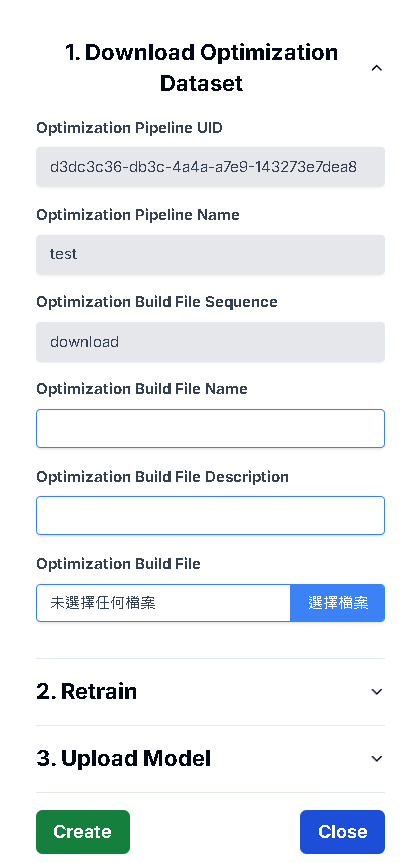 1. Download Optimization
Dataset
Optimization Pipeline UID
d3dc3c36-db3c-4a4a-a7e9-143273e7dea8
Optimization Pipeline Name
test
Optimization Build File Sequence
download
Optimization Build File Name
Optimization Build File Description
Optimization Build File
未選擇任何檔案 選擇檔案
2. Retrain
3. Upload Model
Create Close